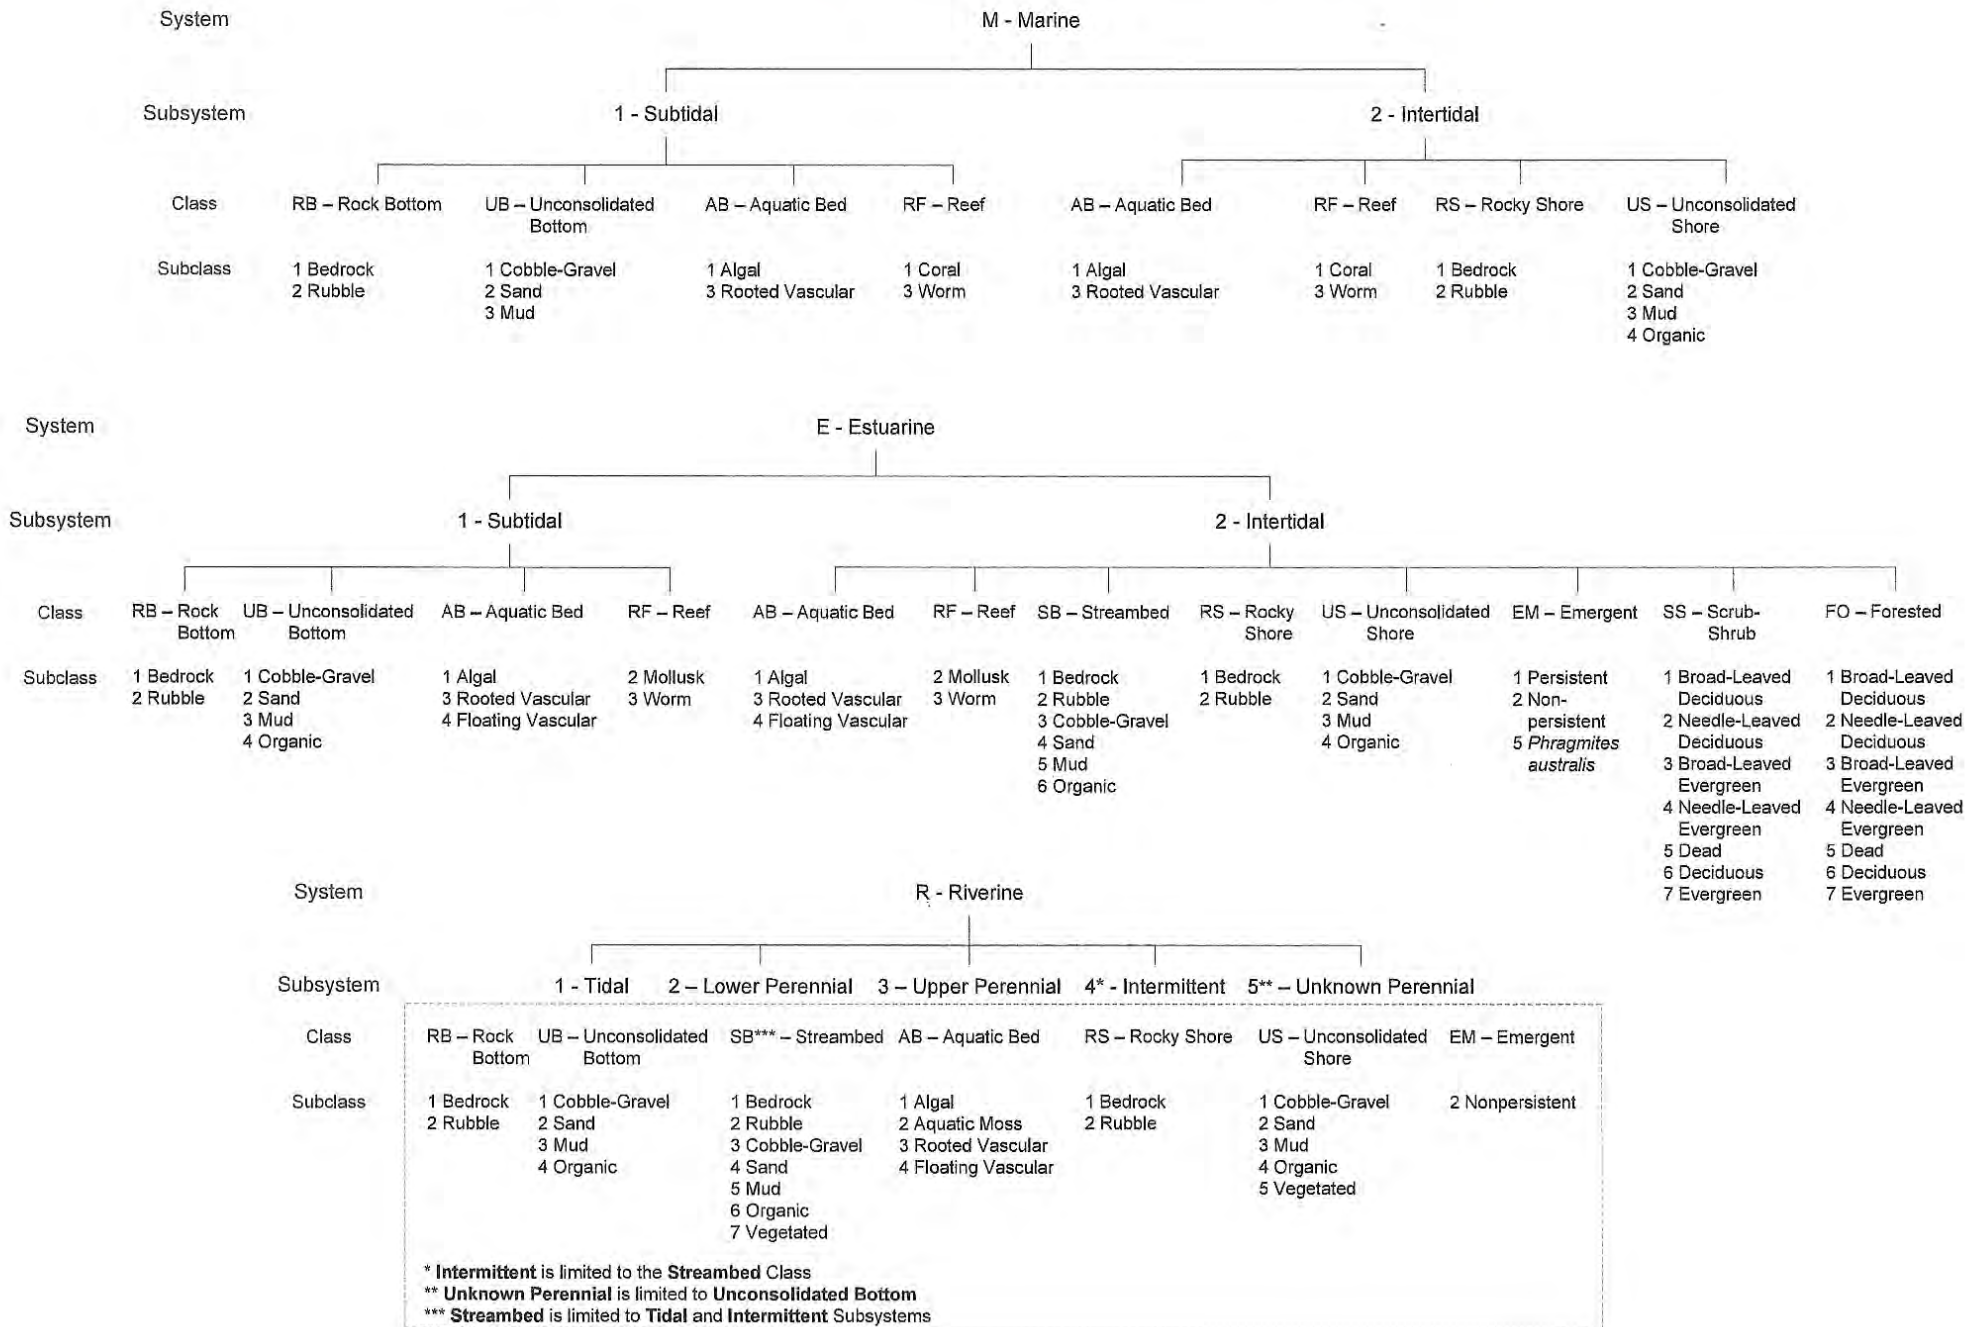 System
M - Marine
Subsystem
1 - Subtidal
2 - Intertidal
Class
RB – Rock Bottom
UB – Unconsolidated
Bottom
AB – Aquatic Bed
RF – Reef
AB – Aquatic Bed
RF – Reef
RS – Rocky Shore
US – Unconsolidated
Shore
Subclass
1 Bedrock
2 Rubble
1 Cobble-Gravel
2 Sand
3 Mud
1 Algal
3 Rooted Vascular
1 Coral
3 Worm
1 Algal
3 Rooted Vascular
1 Coral
3 Worm
1 Bedrock
2 Rubble
1 Cobble-Gravel
2 Sand
3 Mud
4 Organic
System
E - Estuarine
Subsystem
1 - Subtidal
2 - Intertidal
Class
RB – Rock
Bottom
UB – Unconsolidated
Bottom
AB – Aquatic Bed
RF – Reef
AB – Aquatic Bed
RF – Reef
SB – Streambed
RS – Rocky
Shore
US – Unconsolidated
Shore
EM – Emergent
SS – Scrub-
Shrub
FO – Forested
Subclass
1 Bedrock
2 Rubble
1 Cobble-Gravel
2 Sand
3 Mud
4 Organic
1 Algal
3 Rooted Vascular
4 Floating Vascular
2 Mollusk
3 Worm
1 Algal
3 Rooted Vascular
4 Floating Vascular
2 Mollusk
3 Worm
1 Bedrock
2 Rubble
3 Cobble-Gravel
4 Sand
5 Mud
6 Organic
1 Bedrock
2 Rubble
1 Cobble-Gravel
2 Sand
3 Mud
4 Organic
1 Persistent
2 Non-
persistent
5 Phragmites
australis
1 Broad-Leaved
Deciduous
2 Needle-Leaved
Deciduous
3 Broad-Leaved
Evergreen
4 Needle-Leaved
Evergreen
5 Dead
6 Deciduous
7 Evergreen
1 Broad-Leaved
Deciduous
2 Needle-Leaved
Deciduous
3 Broad-Leaved
Evergreen
4 Needle-Leaved
Evergreen
5 Dead
6 Deciduous
7 Evergreen
System
R - Riverine
Subsystem
1 - Tidal
2 – Lower Perennial
3 – Upper Perennial
4* - Intermittent
5** – Unknown Perennial
Class
RB – Rock
Bottom
UB – Unconsolidated
Bottom
SB*** – Streambed
AB – Aquatic Bed
RS – Rocky Shore
US – Unconsolidated
Shore
EM – Emergent
Subclass
1 Bedrock
2 Rubble
1 Cobble-Gravel
2 Sand
3 Mud
4 Organic
1 Bedrock
2 Rubble
3 Cobble-Gravel
4 Sand
5 Mud
6 Organic
7 Vegetated
1 Algal
2 Aquatic Moss
3 Rooted Vascular
4 Floating Vascular
1 Bedrock
2 Rubble
1 Cobble-Gravel
2 Sand
3 Mud
4 Organic
5 Vegetated
2 Nonpersistent
* Intermittent is limited to the Streambed Class
** Unknown Perennial is limited to Unconsolidated Bottom
*** Streambed is limited to Tidal and Intermittent Subsystems